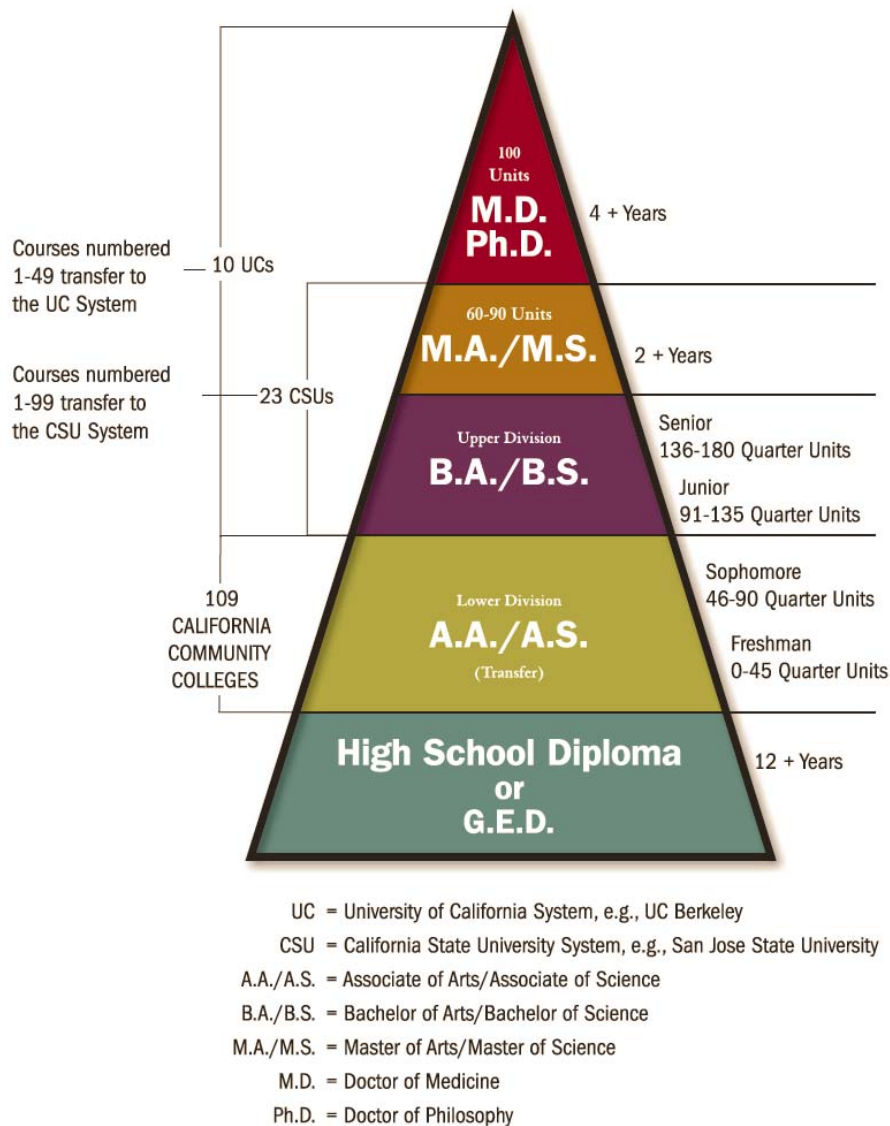 100
Units
M.D.
Ph.D.
4 + Years
Courses numbered
1-49 transfer to
the UC System
10 UCs
60-90 Units
M.A./M.S.
2 + Years
Courses numbered
1-99 transfer to
the CSU System
23 CSUs
Upper Division
B.A./B.S.
Senior
136-180 Quarter Units
Junior
91-135 Quarter Units
109
CALIFORNIA
COMMUNITY
COLLEGES
Lower Division
A.A./A.S.
(Transfer)
Sophomore
46-90 Quarter Units
Freshman
0-45 Quarter Units
High School Diploma
or
G.E.D.
12 + Years
UC = University of California System, e.g., UC Berkeley
CSU = California State University System, e.g., San Jose State University
A.A./A.S. = Associate of Arts/Associate of Science
B.A./B.S. = Bachelor of Arts/Bachelor of Science
M.A./M.S. = Master of Arts/Master of Science
M.D. = Doctor of Medicine
Ph.D. = Doctor of Philosophy